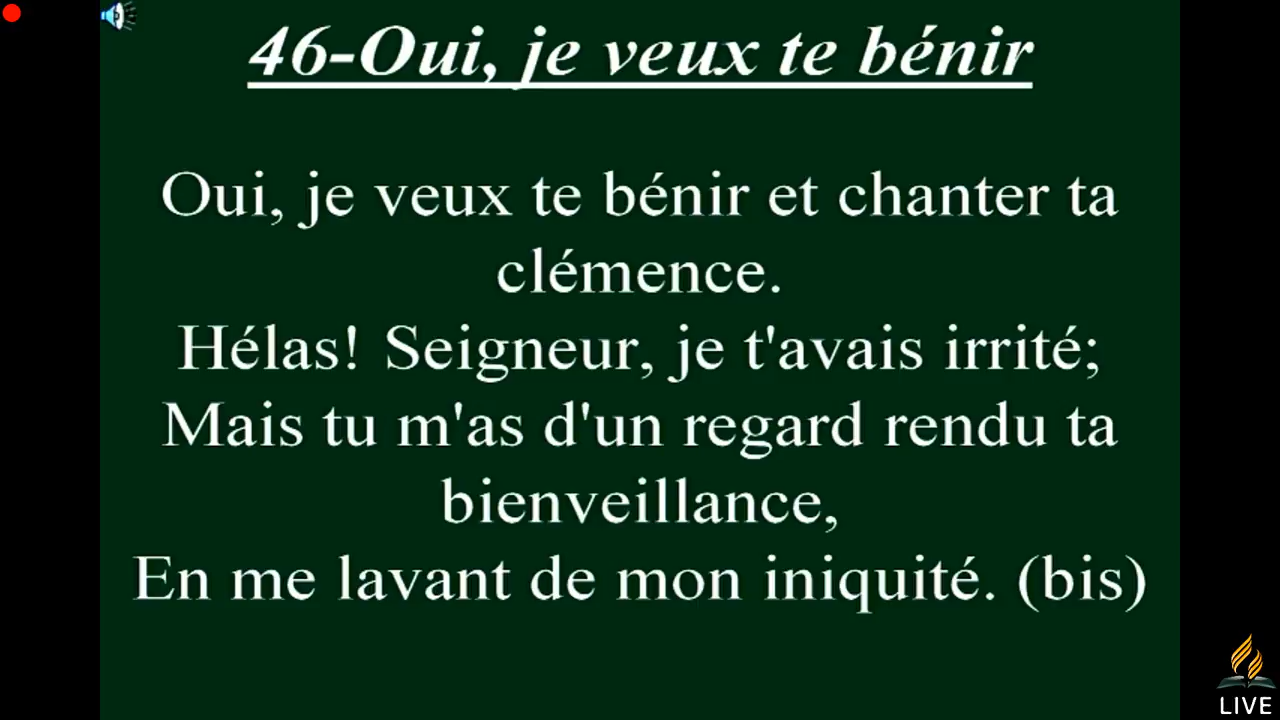 46-Oui, je veux te bénir
Oui, je veux te bénir et chanter ta
clémence.
Hélas! Seigneur, je t'avais irrité;
Mais tu m'as d'un regard rendu ta
bienveillance,
En me lavant de mon iniquité. (bis)
LIVE